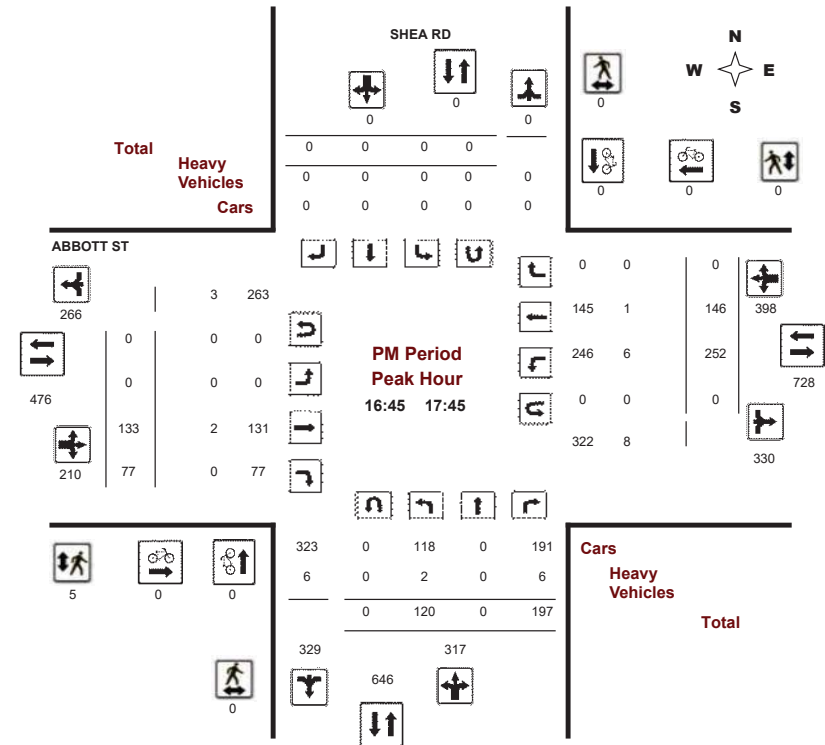 SHEA RD
N
W E
S
0
0 0 0
Total 0 0 0 0
Heavy
Vehicles 0 0 0 0 0
Cars 0 0 0 0 0
0 0 0
ABBOTT ST
266 3 263
0 0 0
476
0 0 0
133 2 131
210 77 0 77
PM Period
Peak Hour
16:45 17:45
0 0 0
145 1 146 398
246 6 252
728
0 0 0
322 8
330
5 0 0
0
323 0 118 0 191 Cars
6 0 2 0 6 Heavy
Vehicles
0 120 0 197 Total
329 317
646